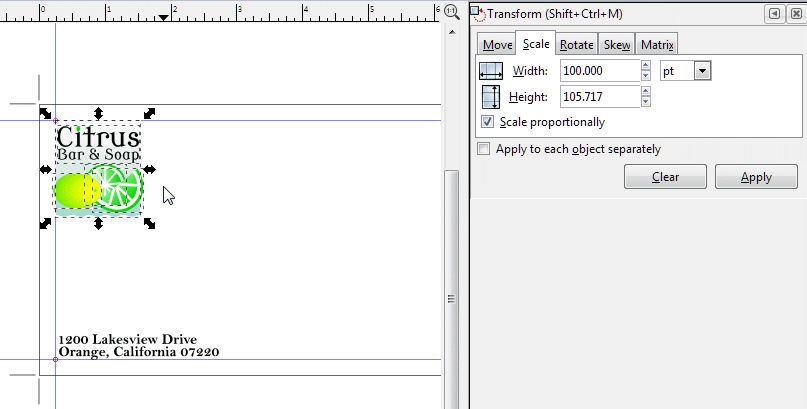 Transform (Shift+Ctrl+M)
Move Scale Rotate Skew Matrix
Width: 100.000 pt
Height: 105.717
Scale proportionally
Apply to each object separately
Clear Apply
0 1 2 3 4 5 6
1:1
Citrus
Bar & Soap
1200 Lakesview Drive
Orange, California 07220